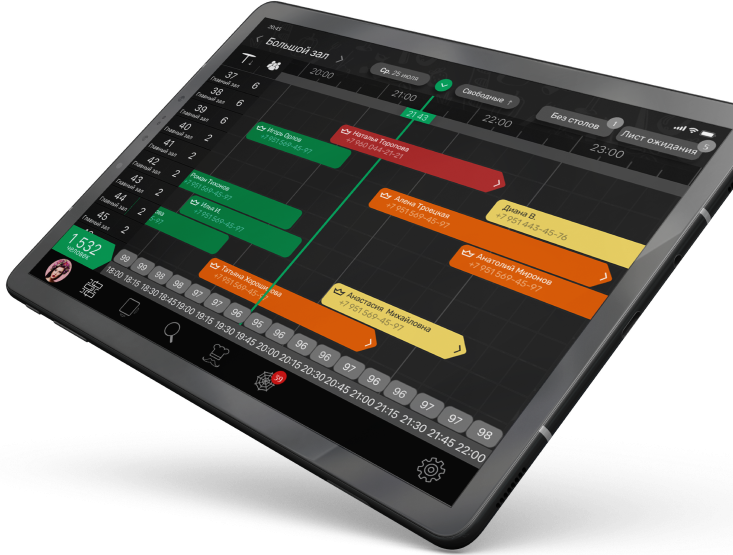 20:45
Большой зал
Ср. 25 июля
Свободные ↑
Без столов
1
Лист ожидания
5
20:00
21:00
21:43
22:00
23:00
37
Главный зал
6
38
Главный зал
6
39
Главный зал
6
40
Главный зал
2
41
Главный зал
2
42
Главный зал
2
43
Главный зал
2
44
Главный зал
2
45
Главный зал
2
Игорь Орлов
+7 951 569-45-97
Наталья Торопова
+7 960 044-21-21
Роман Тихонов
+7 951 569-45-97
Илья И.
+7 951 569-45-97
Алена Троецкая
+7 951 569-45-97
Диана В.
+7 951 443-45-76
Анатолий Миронов
+7 951 569-45-97
Татьяна
+7 951 569-45-97
Анастасия Михайловна
+7 951 569-45-97
1 532
человек
99 99 98 98 97 97 96 95 96 96 96 97 96 96 97 97 98
18:00 18:15 18:30 18:45 19:00 19:15 19:30 19:45 20:00 20:15 20:30 20:45 21:00 21:15 21:30 21:45 22:00
59